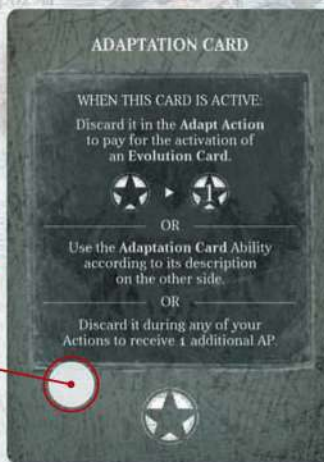 ADAPTATION CARD
WHEN THIS CARD IS ACTIVE:
Discard it in the Adapt Action
to pay for the activation of
an Evolution Card.
1
OR
Use the Adaptation Card Ability
according to its description
on the other side.
OR
Discard it during any of your
Actions to receive 1 additional AP.